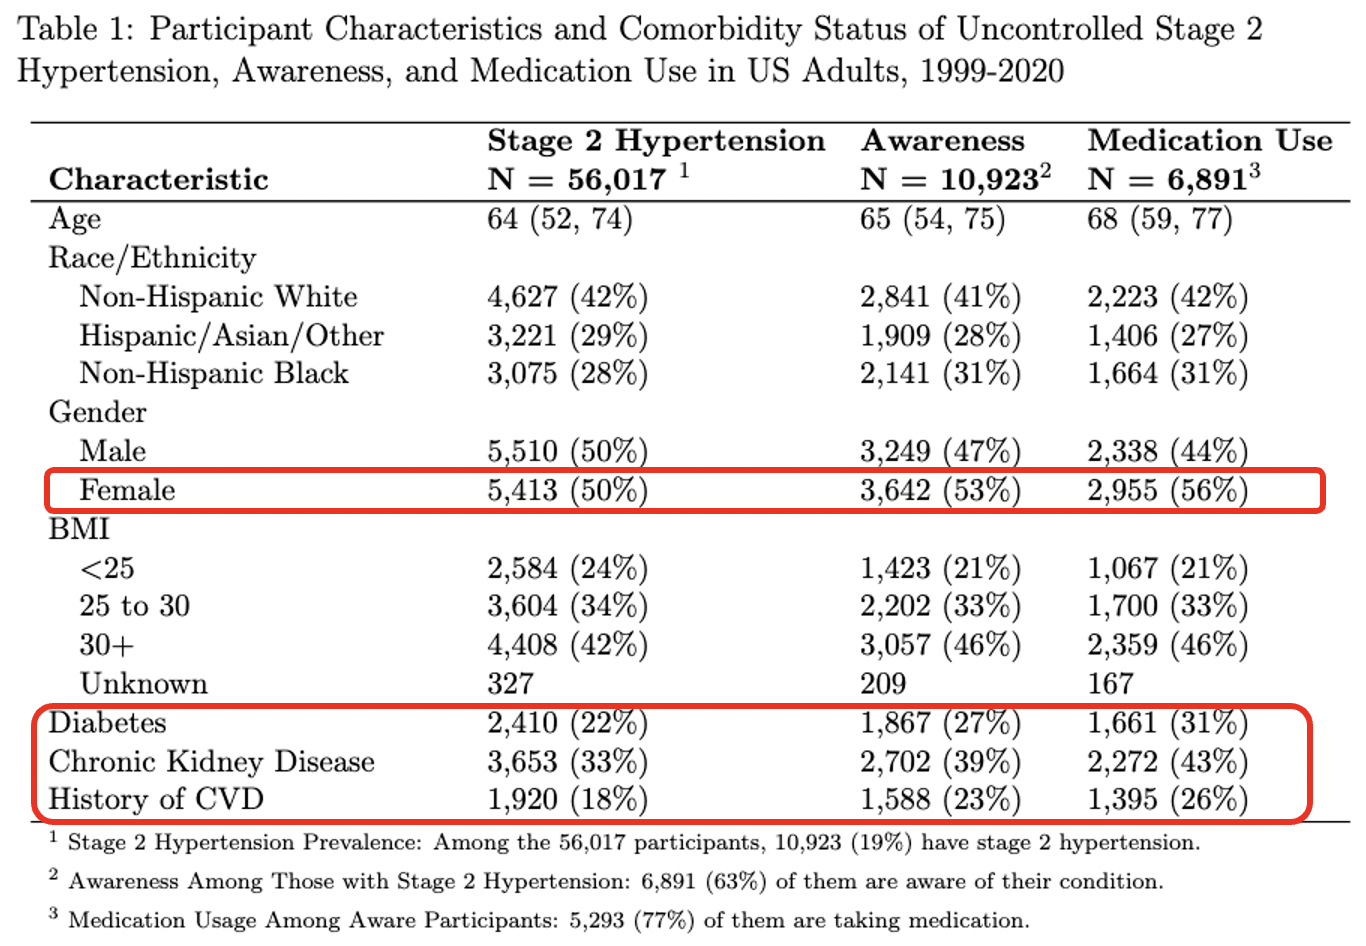 Table 1: Participant Characteristics and Comorbidity Status of Uncontrolled Stage 2
Hypertension, Awareness, and Medication Use in US Adults, 1999-2020
Stage 2 Hypertension Awareness Medication Use
Characteristic N = 56,017 ¹ N = 10,923² N = 6,891³
Age 64 (52, 74) 65 (54, 75) 68 (59, 77)
Race/Ethnicity
Non-Hispanic White 4,627 (42%) 2,841 (41%) 2,223 (42%)
Hispanic/Asian/Other 3,221 (29%) 1,909 (28%) 1,406 (27%)
Non-Hispanic Black 3,075 (28%) 2,141 (31%) 1,664 (31%)
Gender
Male 5,510 (50%) 3,249 (47%) 2,338 (44%)
Female 5,413 (50%) 3,642 (53%) 2,955 (56%)
BMI
<25 2,584 (24%) 1,423 (21%) 1,067 (21%)
25 to 30 3,604 (34%) 2,202 (33%) 1,700 (33%)
30+ 4,408 (42%) 3,057 (46%) 2,359 (46%)
Unknown 327 209 167
Diabetes 2,410 (22%) 1,867 (27%) 1,661 (31%)
Chronic Kidney Disease 3,653 (33%) 2,702 (39%) 2,272 (43%)
History of CVD 1,920 (18%) 1,588 (23%) 1,395 (26%)
¹ Stage 2 Hypertension Prevalence: Among the 56,017 participants, 10,923 (19%) have stage 2 hypertension.
² Awareness Among Those with Stage 2 Hypertension: 6,891 (63%) of them are aware of their condition.
³ Medication Usage Among Aware Participants: 5,293 (77%) of them are taking medication.